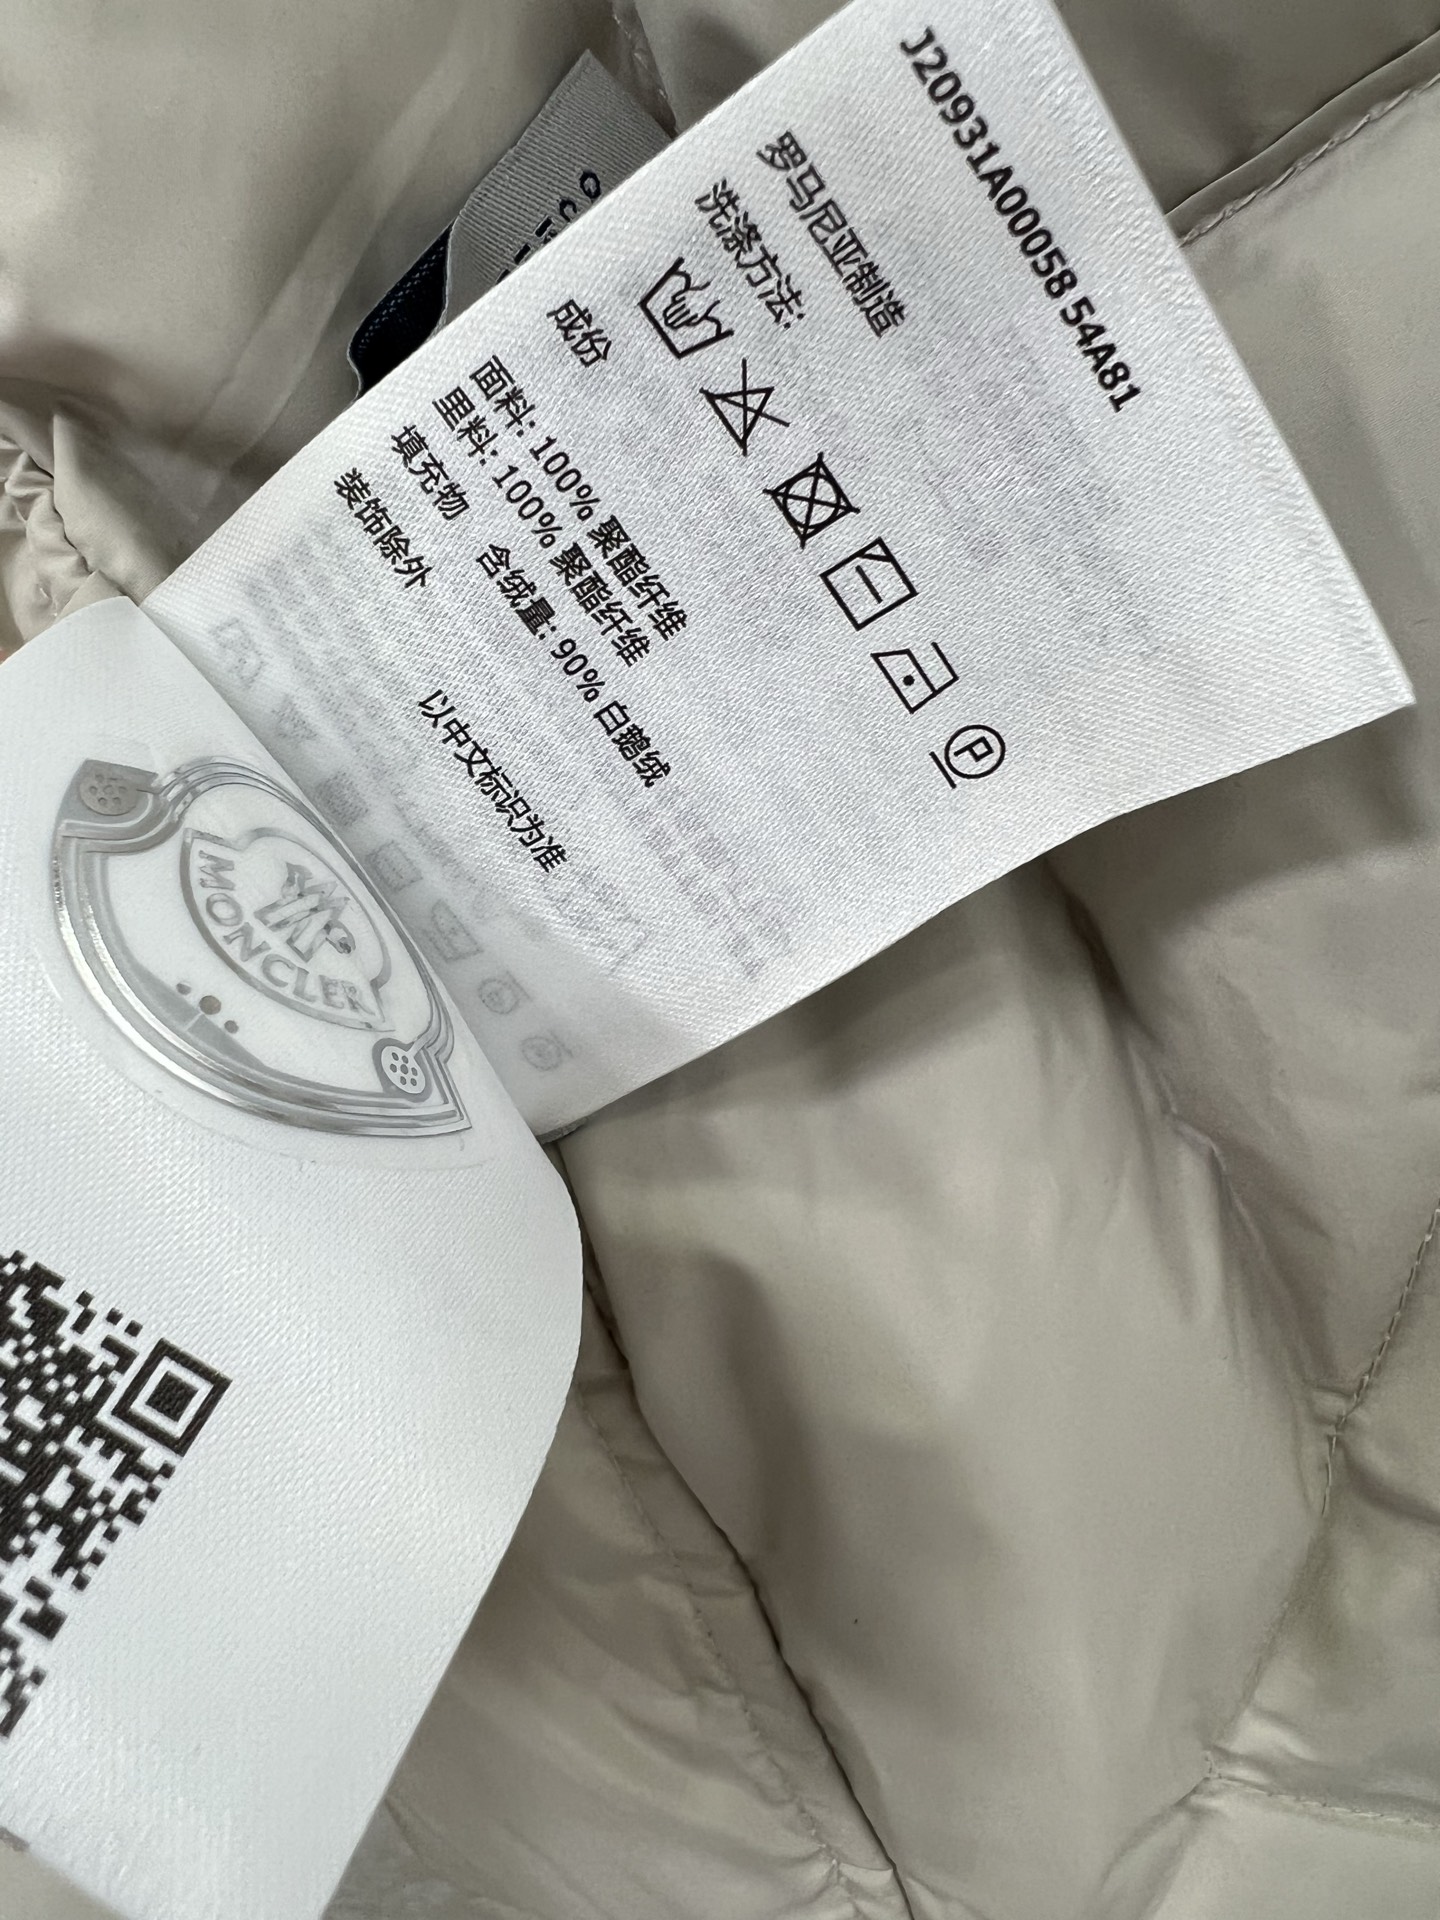 J20931A00058 54A81
罗马尼亚制造
洗涤方法:
P
成份
面料: 100% 聚酯纤维
里料: 100% 聚酯纤维
填充物 含绒量: 90% 白鹅绒
装饰除外
以中文标识为准
MONCLER